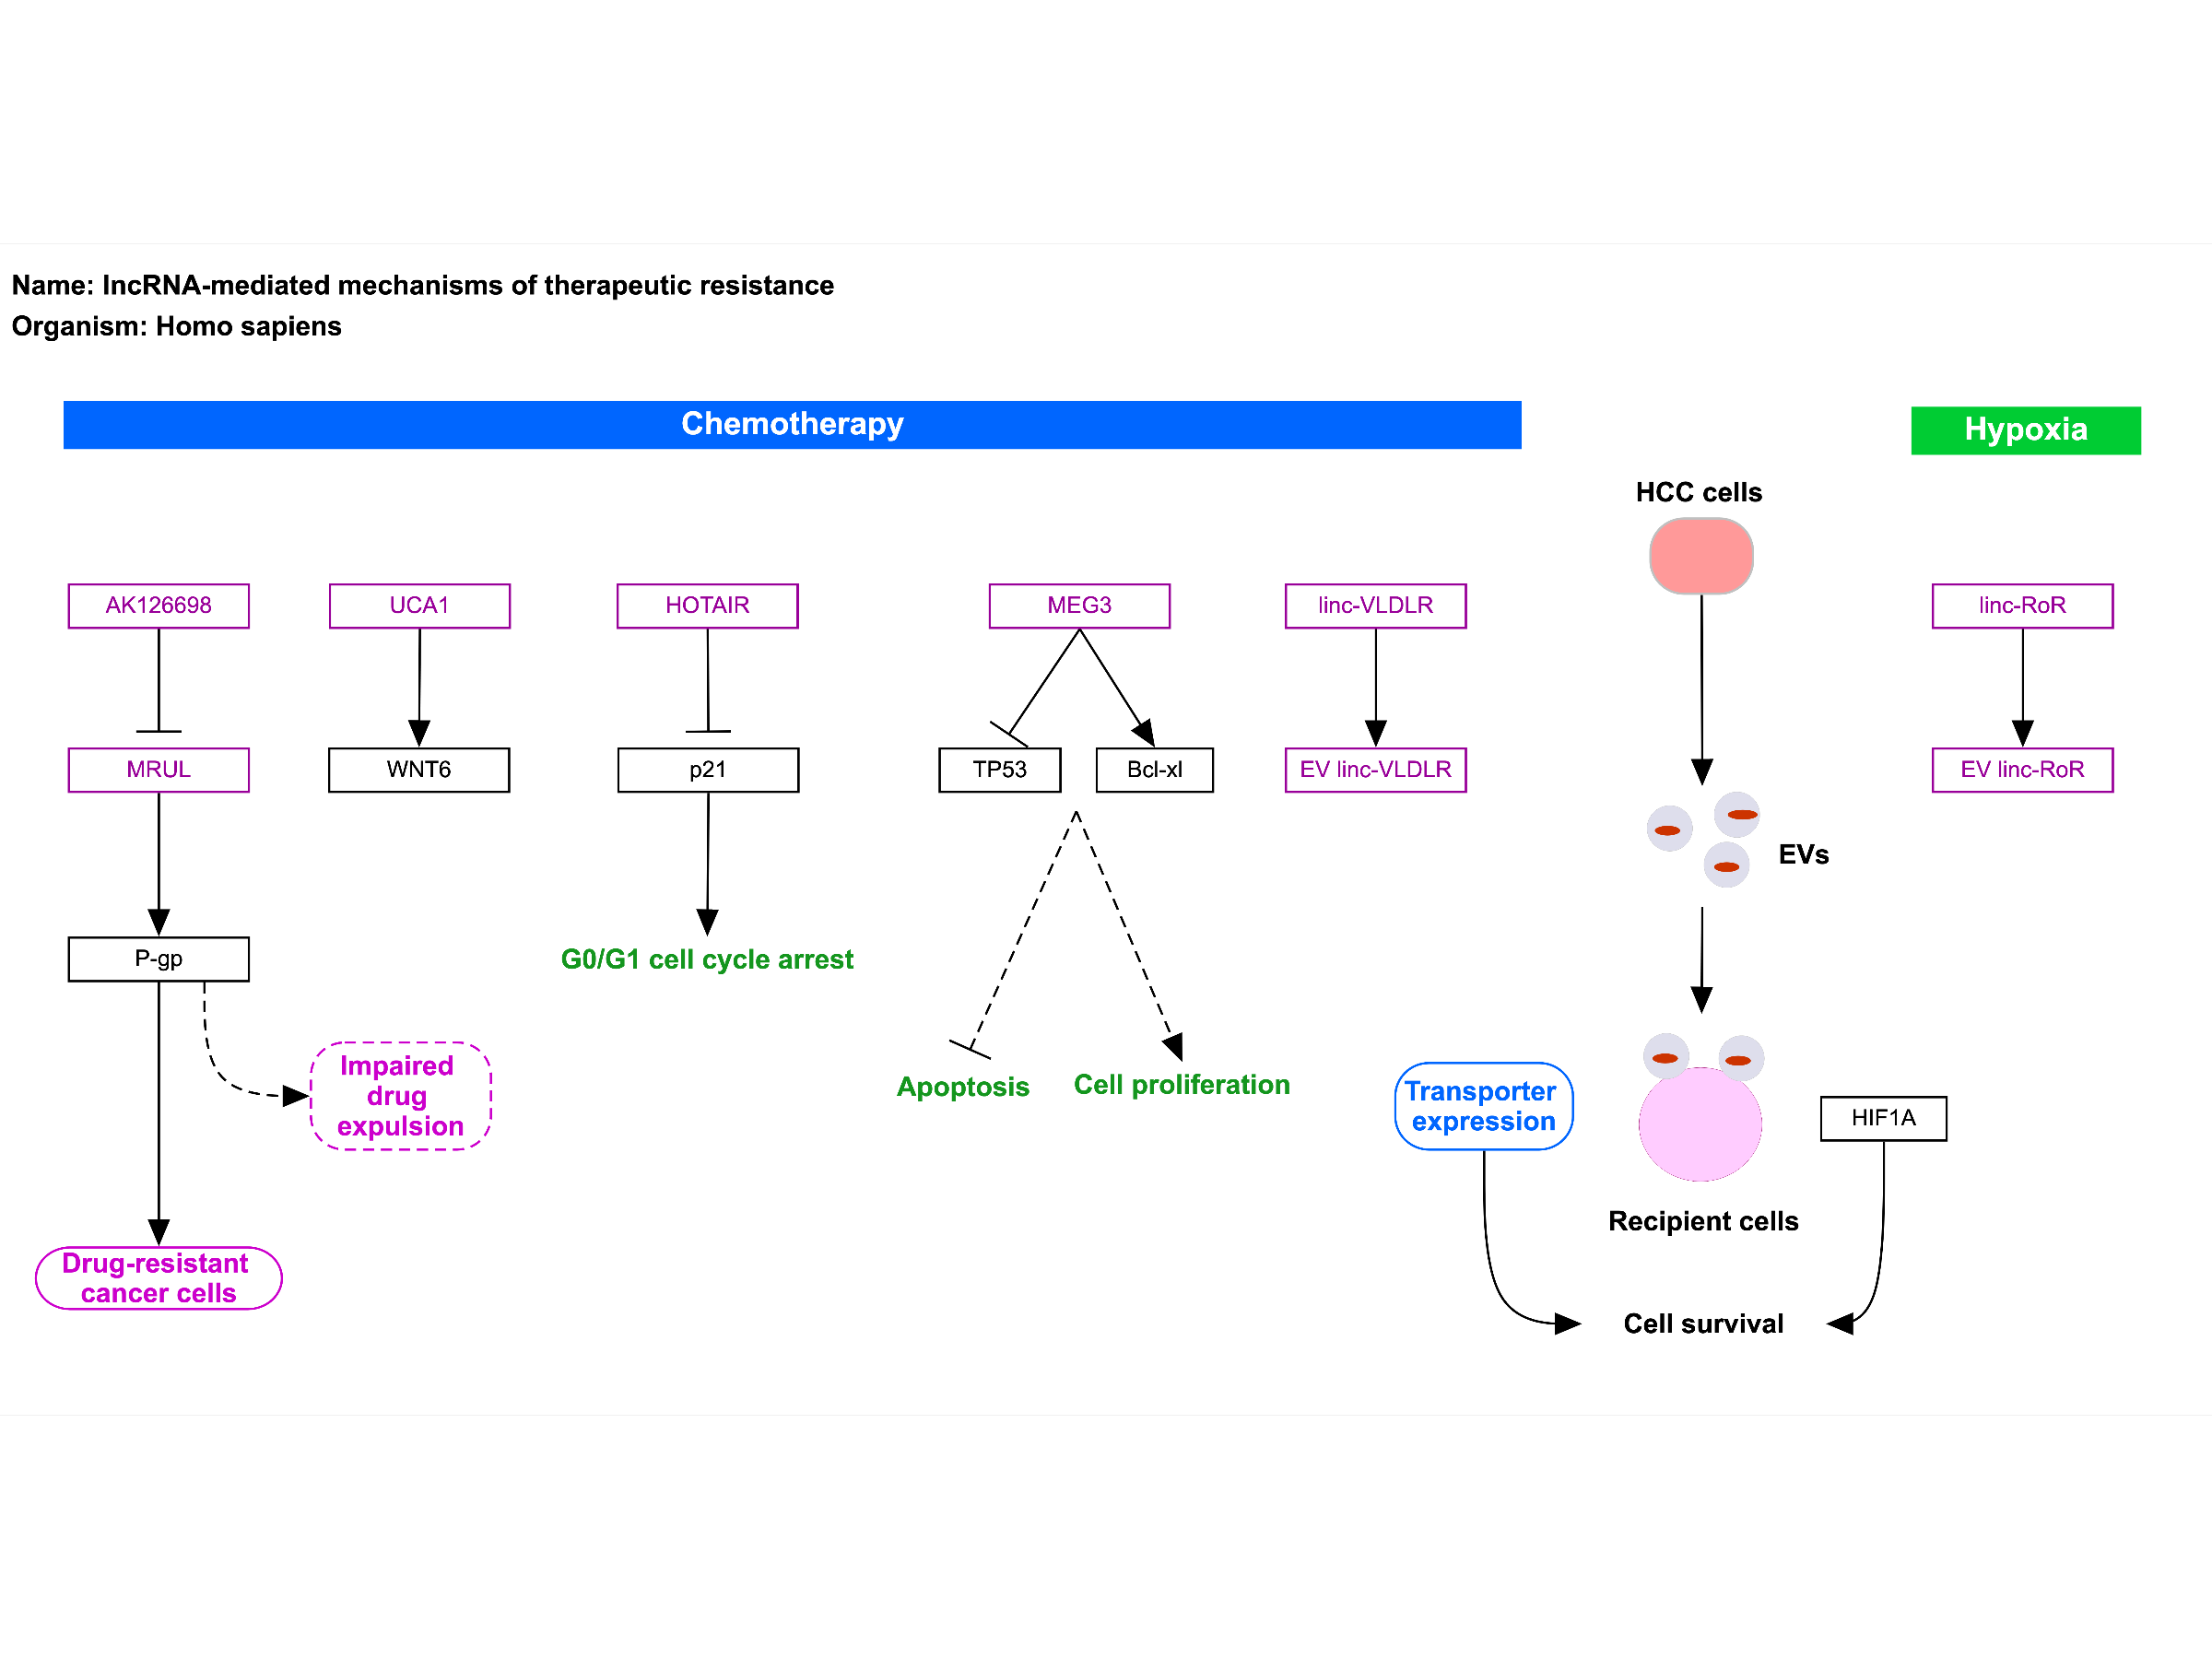 Name: lncRNA-mediated mechanisms of therapeutic resistance
Organism: Homo sapiens
Chemotherapy
Hypoxia
HCC cells
AK126698
UCA1
HOTAIR
MEG3
linc-VLDLR
linc-RoR
MRUL
WNT6
p21
TP53
Bcl-xl
EV linc-VLDLR
EV linc-RoR
EVs
P-gp
G0/G1 cell cycle arrest
Impaired
drug
expulsion
Apoptosis
Cell proliferation
Transporter
expression
HIF1A
Recipient cells
Drug-resistant
cancer cells
Cell survival